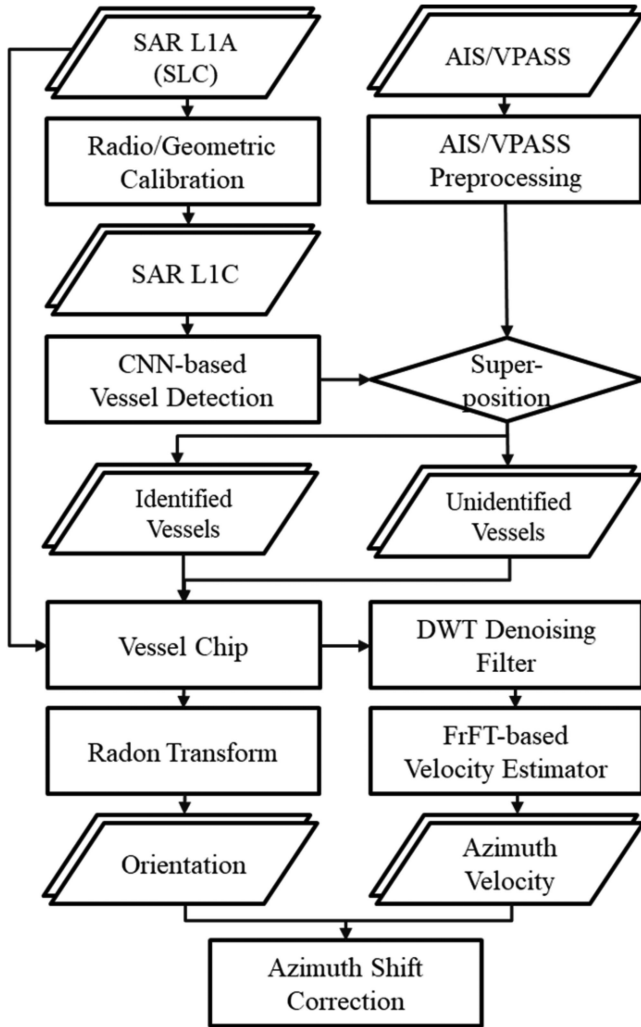 SAR L1A
(SLC)
AIS/VPASS
Radio/Geometric
Calibration
AIS/VPASS
Preprocessing
SAR L1C
CNN-based
Vessel Detection
Super-
position
Identified
Vessels
Unidentified
Vessels
Vessel Chip
DWT Denoising
Filter
Radon Transform
FrFT-based
Velocity Estimator
Orientation
Azimuth
Velocity
Azimuth Shift
Correction